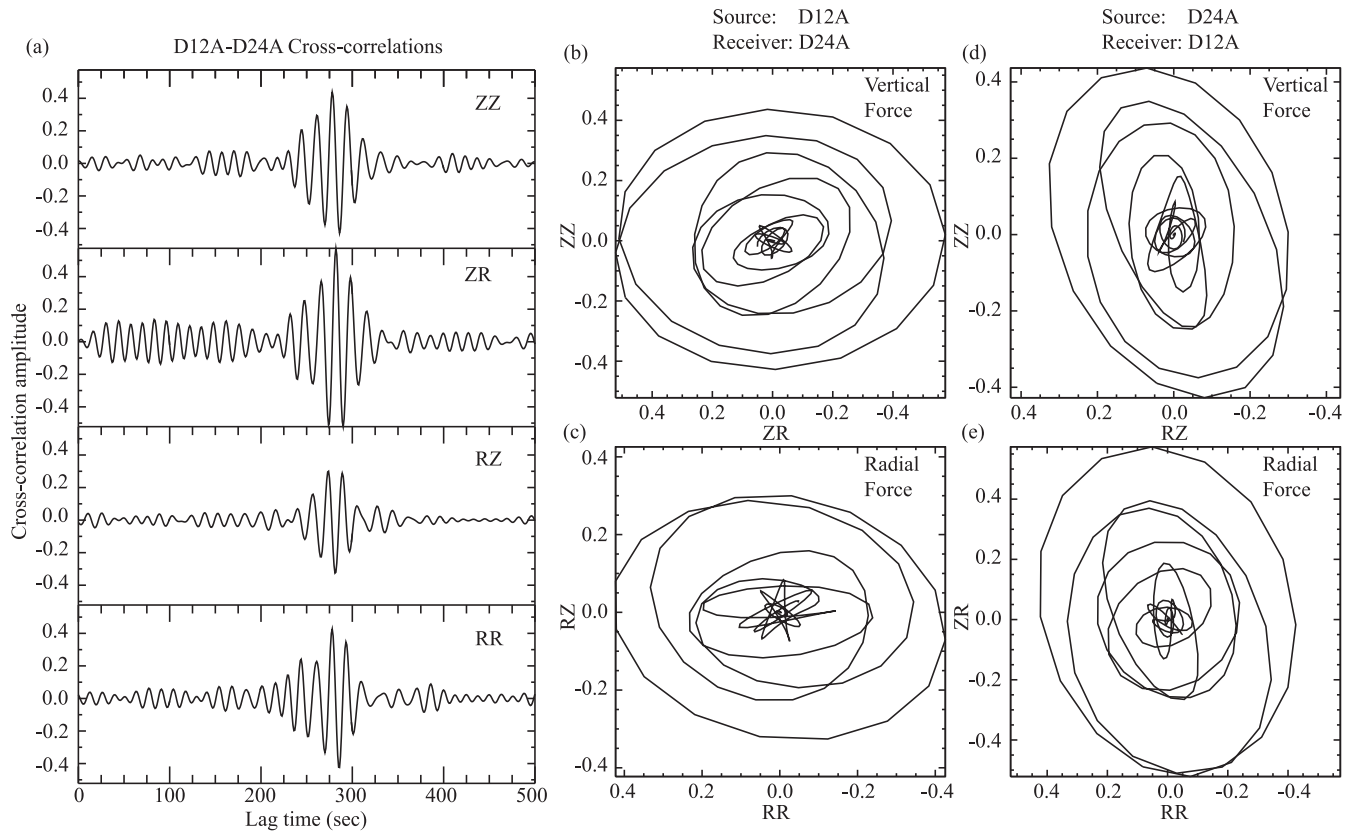 Source: D12A
Receiver: D24A
Source: D24A
Receiver: D12A
(a)
D12A-D24A Cross-correlations
Cross-correlation amplitude
ZZ
0.4
0.2
0.0
-0.2
-0.4
ZR
0.4
0.2
0.0
-0.2
-0.4
RZ
0.4
0.2
0.0
-0.2
-0.4
RR
0.4
0.2
0.0
-0.2
-0.4
0 100 200 300 400 500
Lag time (sec)
(b)
Vertical
Force
ZZ
0.4
0.2
0.0
-0.2
-0.4
0.4 0.2 0.0 -0.2 -0.4
ZR
(c)
Radial
Force
RZ
0.4
0.2
0.0
-0.2
-0.4
0.4 0.2 0.0 -0.2 -0.4
RR
(d)
Vertical
Force
ZZ
0.4
0.2
0.0
-0.2
-0.4
0.4 0.2 0.0 -0.2 -0.4
RZ
(e)
Radial
Force
ZR
0.4
0.2
0.0
-0.2
-0.4
0.4 0.2 0.0 -0.2 -0.4
RR